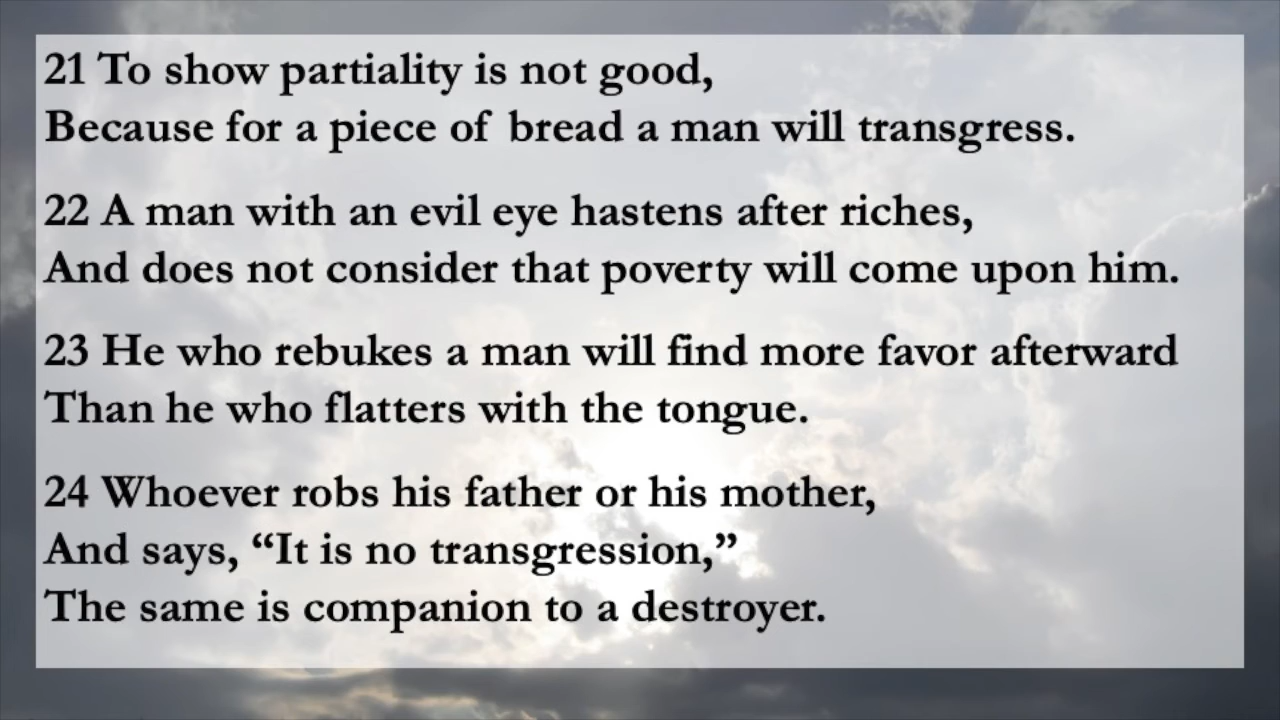 21 To show partiality is not good,
Because for a piece of bread a man will transgress.
22 A man with an evil eye hastens after riches,
And does not consider that poverty will come upon him.
23 He who rebukes a man will find more favor afterward
Than he who flatters with the tongue.
24 Whoever robs his father or his mother,
And says, “It is no transgression,”
The same is companion to a destroyer.